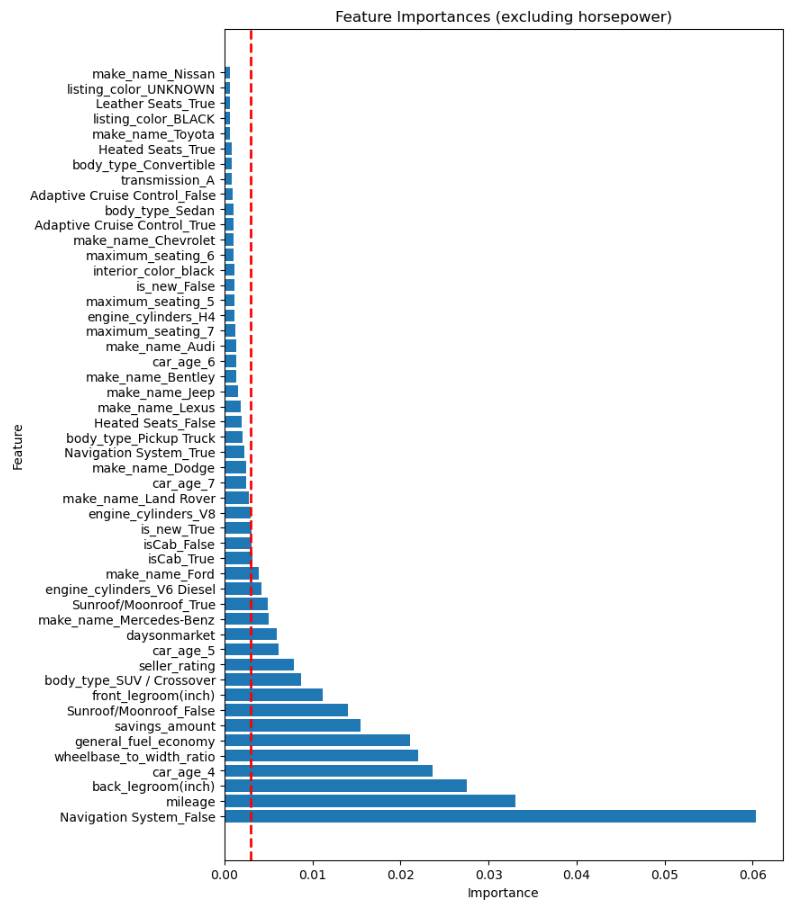 Feature Importances (excluding horsepower)
make_name_Nissan
listing_color_UNKNOWN
Leather Seats_True
listing_color_BLACK
make_name_Toyota
Heated Seats_True
body_type_Convertible
transmission_A
Adaptive Cruise Control_False
body_type_Sedan
Adaptive Cruise Control_True
make_name_Chevrolet
maximum_seating_6
interior_color_black
is_new_False
maximum_seating_5
engine_cylinders_H4
maximum_seating_7
make_name_Audi
car_age_6
make_name_Bentley
make_name_Jeep
make_name_Lexus
Heated Seats_False
body_type_Pickup Truck
Navigation System_True
make_name_Dodge
car_age_7
make_name_Land Rover
engine_cylinders_V8
is_new_True
isCab_False
isCab_True
make_name_Ford
engine_cylinders_V6 Diesel
Sunroof/Moonroof_True
make_name_Mercedes-Benz
daysonmarket
car_age_5
seller_rating
body_type_SUV / Crossover
front_legroom(inch)
Sunroof/Moonroof_False
savings_amount
general_fuel_economy
wheelbase_to_width_ratio
car_age_4
back_legroom(inch)
mileage
Navigation System_False
Feature
0.00 0.01 0.02 0.03 0.04 0.05 0.06
Importance